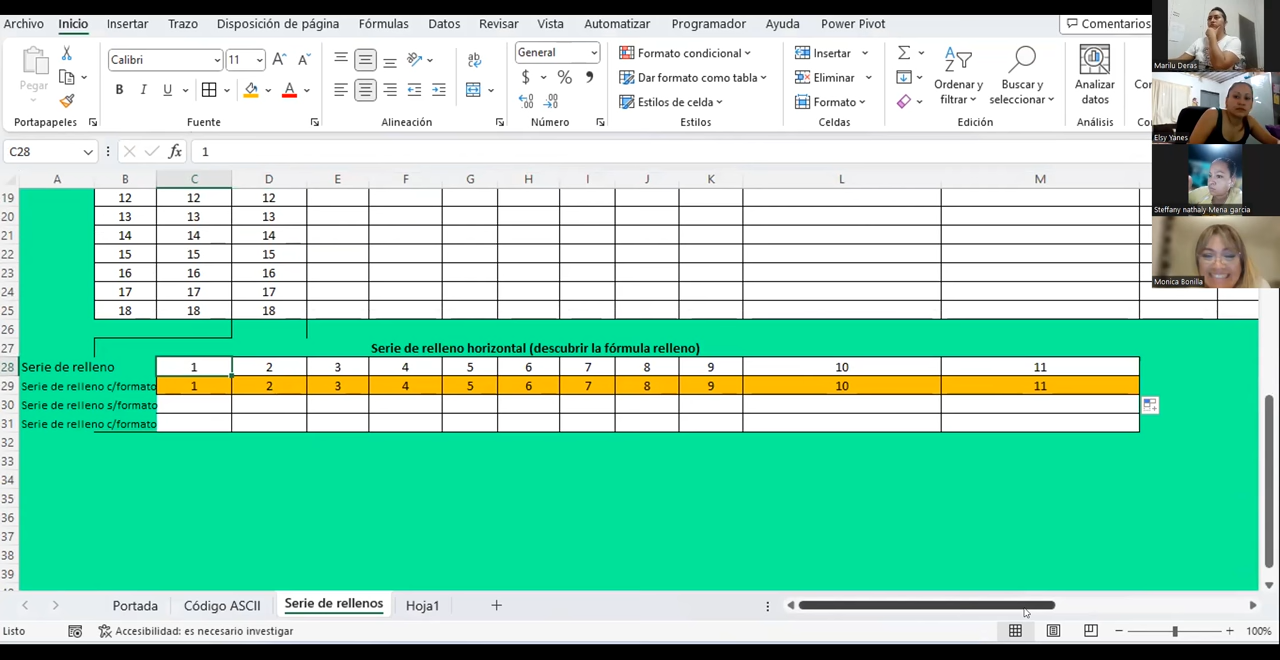 Archivo Inicio Insertar Trazo Disposición de página Fórmulas Datos Revisar Vista Automatizar Programador Ayuda Power Pivot Comentarios
Pegar
Calibri 11
General
Formato condicional
Dar formato como tabla
Estilos de celda
Insertar
Eliminar
Formato
Ordenar y filtrar
Buscar y seleccionar
Analizar datos
Portapapeles Fuente Alineación Número Estilos Celdas Edición Análisis
Marilu Deras
Elsy Yanes
Steffany nathaly Mena garcia
Monica Bonilla
C28 fx 1
A B C D E F G H I J K L M
19 12 12 12
20 13 13 13
21 14 14 14
22 15 15 15
23 16 16 16
24 17 17 17
25 18 18 18
26
27 Serie de relleno horizontal (descubrir la fórmula relleno)
28 Serie de relleno 1 2 3 4 5 6 7 8 9 10 11
29 Serie de relleno c/formato 1 2 3 4 5 6 7 8 9 10 11
30 Serie de relleno s/formato
31 Serie de relleno c/formato
32
33
34
35
36
37
38
39
Portada Código ASCII Serie de rellenos Hoja1
Listo Accesibilidad: es necesario investigar 100%